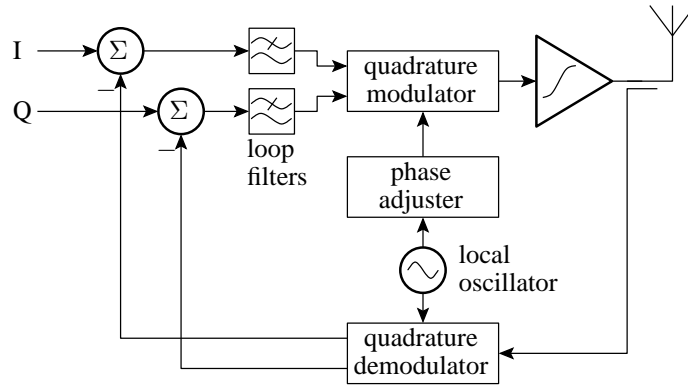 I
Σ
−
Q
Σ
−
loop
filters
quadrature
modulator
phase
adjuster
local
oscillator
quadrature
demodulator